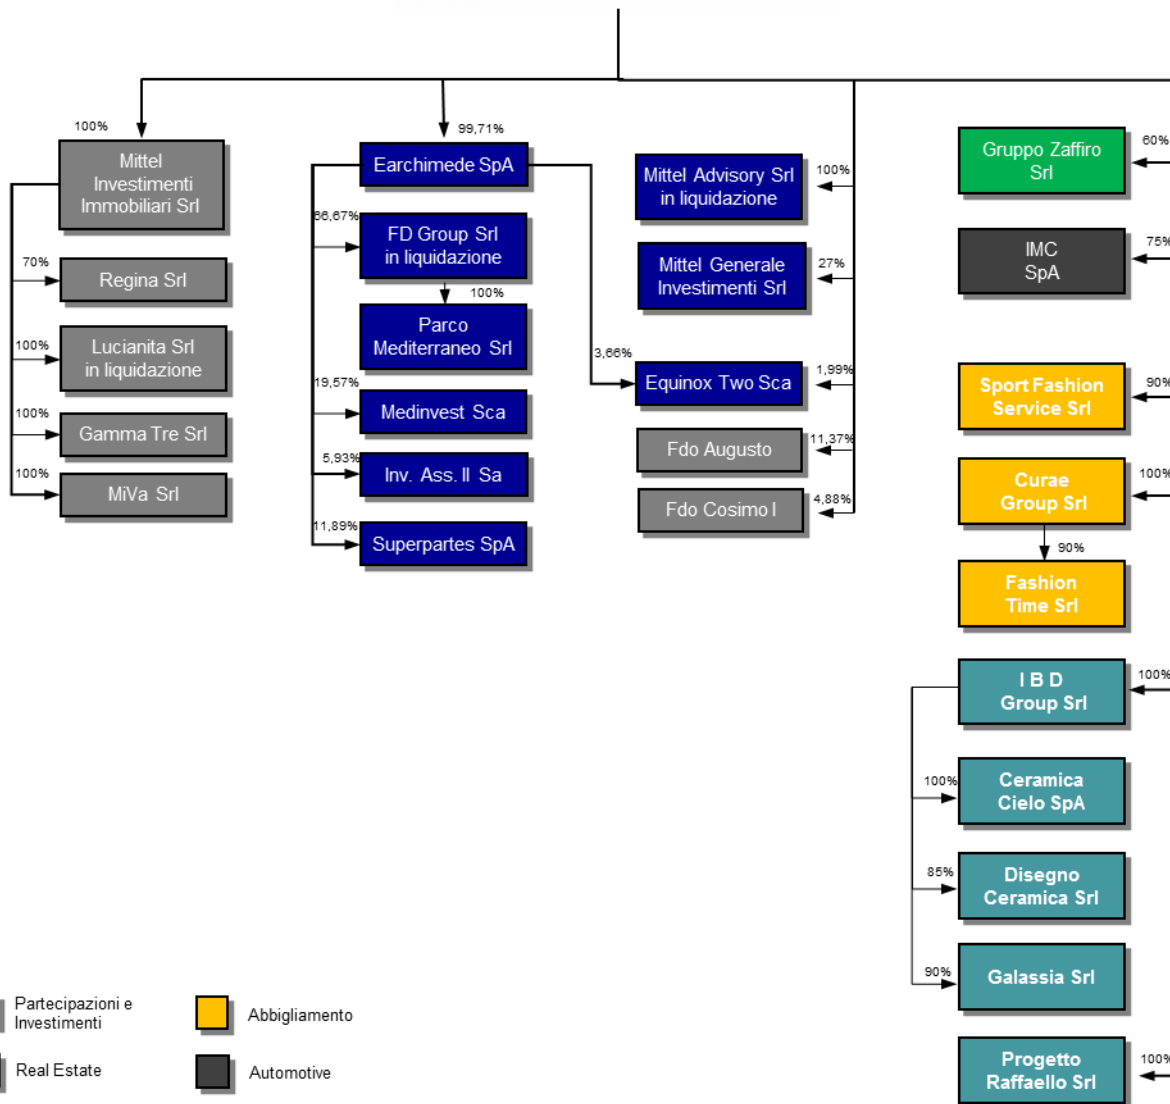 100%
Mittel
Investimenti
Immobiliari Srl
70%
Regina Srl
100%
Lucianita Srl
in liquidazione
100%
Gamma Tre Srl
100%
MiVa Srl
99,71%
Earchimede SpA
66,67%
FD Group Srl
in liquidazione
100%
Parco
Mediterraneo Srl
19,57%
Medinvest Sca
5,93%
Inv. Ass. II Sa
11,89%
Superpartes SpA
Mittel Advisory Srl
in liquidazione
100%
Mittel Generale
Investimenti Srl
27%
3,66%
Equinox Two Sca
1,99%
Fdo Augusto
11,37%
Fdo Cosimo I
4,88%
Gruppo Zaffiro
Srl
60%
IMC
SpA
75%
Sport Fashion
Service Srl
90%
Curae
Group Srl
100%
90%
Fashion
Time Srl
I B D
Group Srl
100%
100%
Ceramica
Cielo SpA
85%
Disegno
Ceramica Srl
90%
Galassia Srl
Progetto
Raffaello Srl
100%
Partecipazioni e
Investimenti
Abbigliamento
Real Estate
Automotive